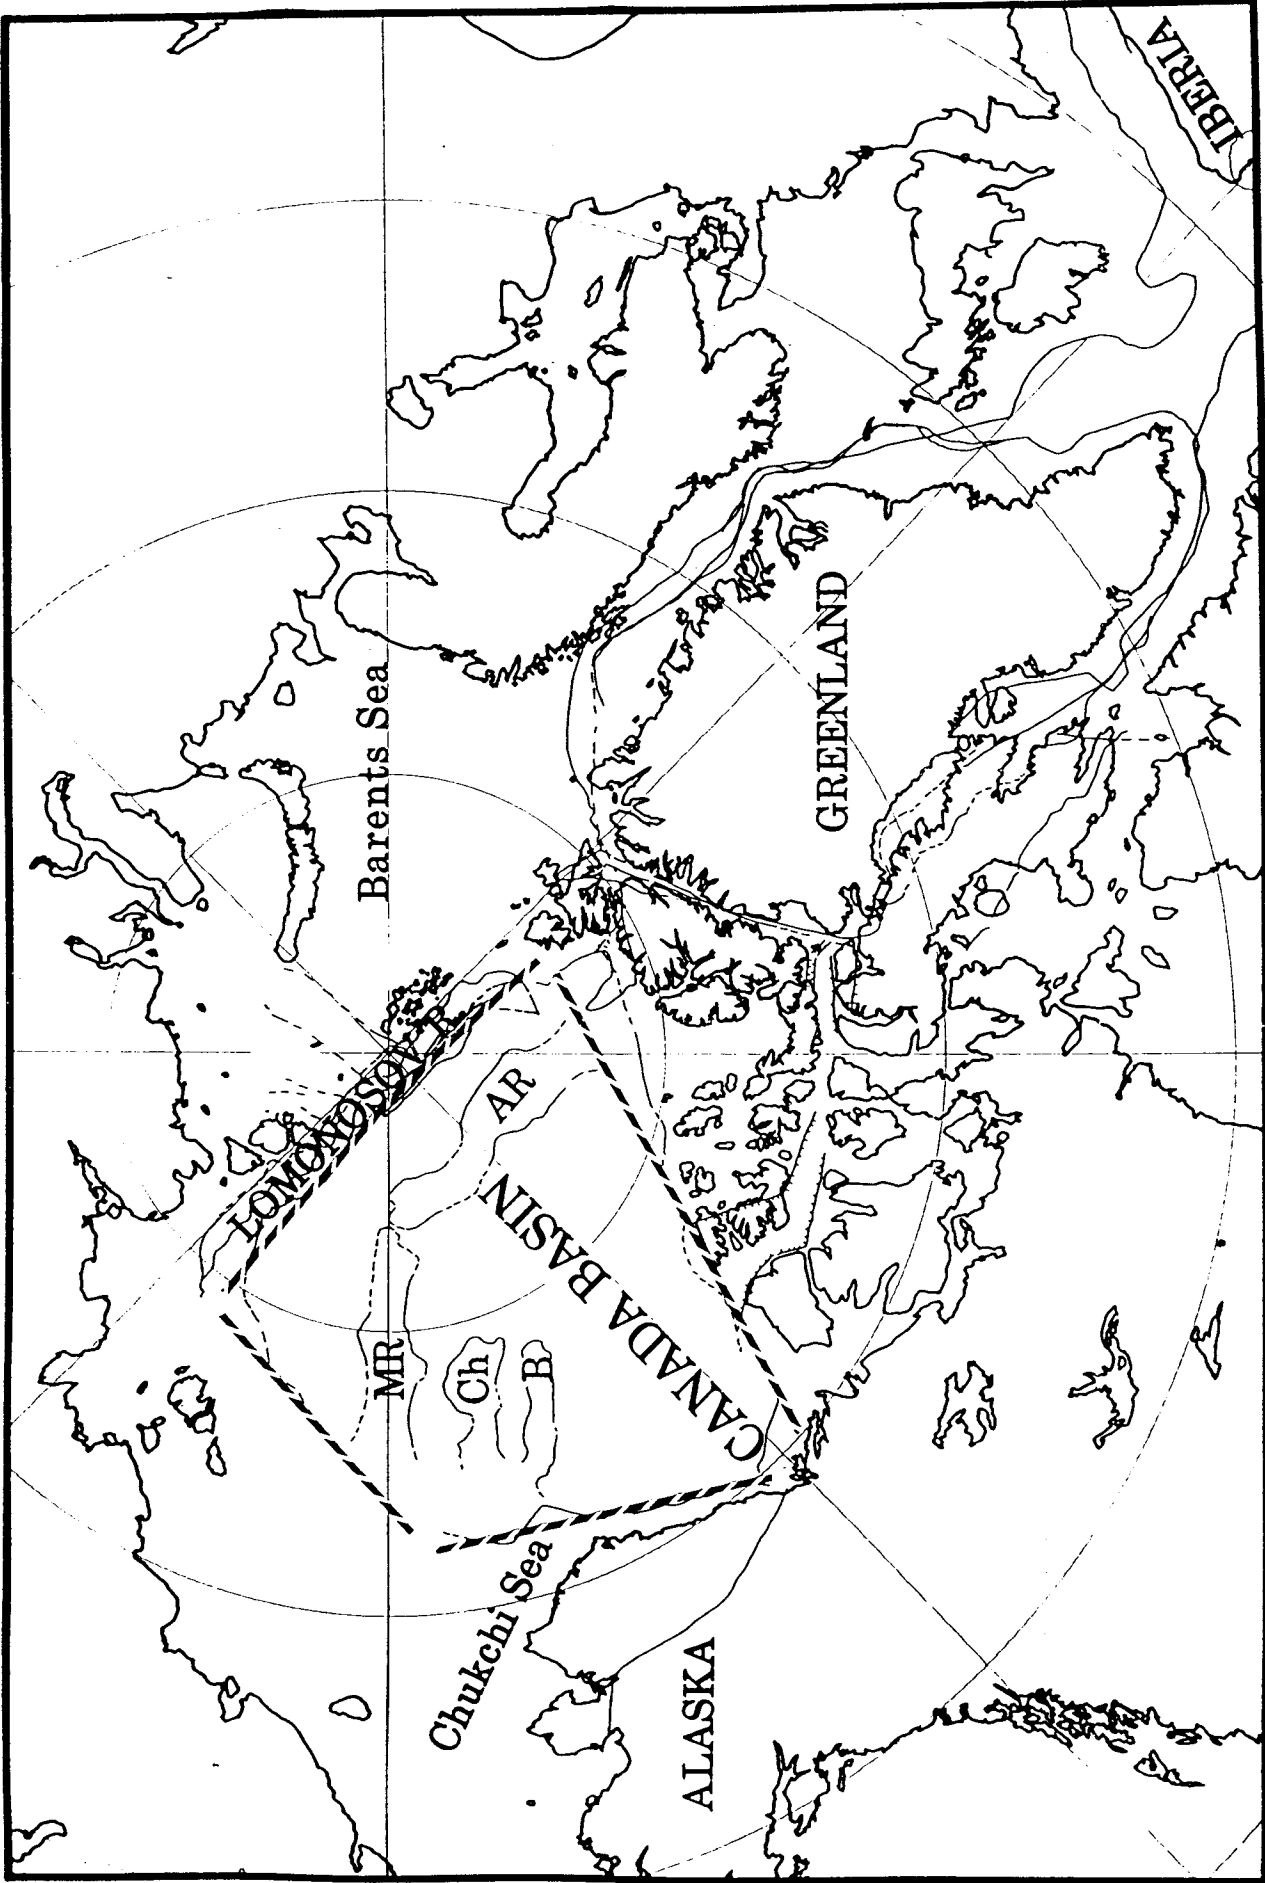 IBERIA
GREENLAND
Barents Sea
LOMONOSOV R.
AR
CANADA BASIN
MR
Ch
B
Chukchi Sea
ALASKA